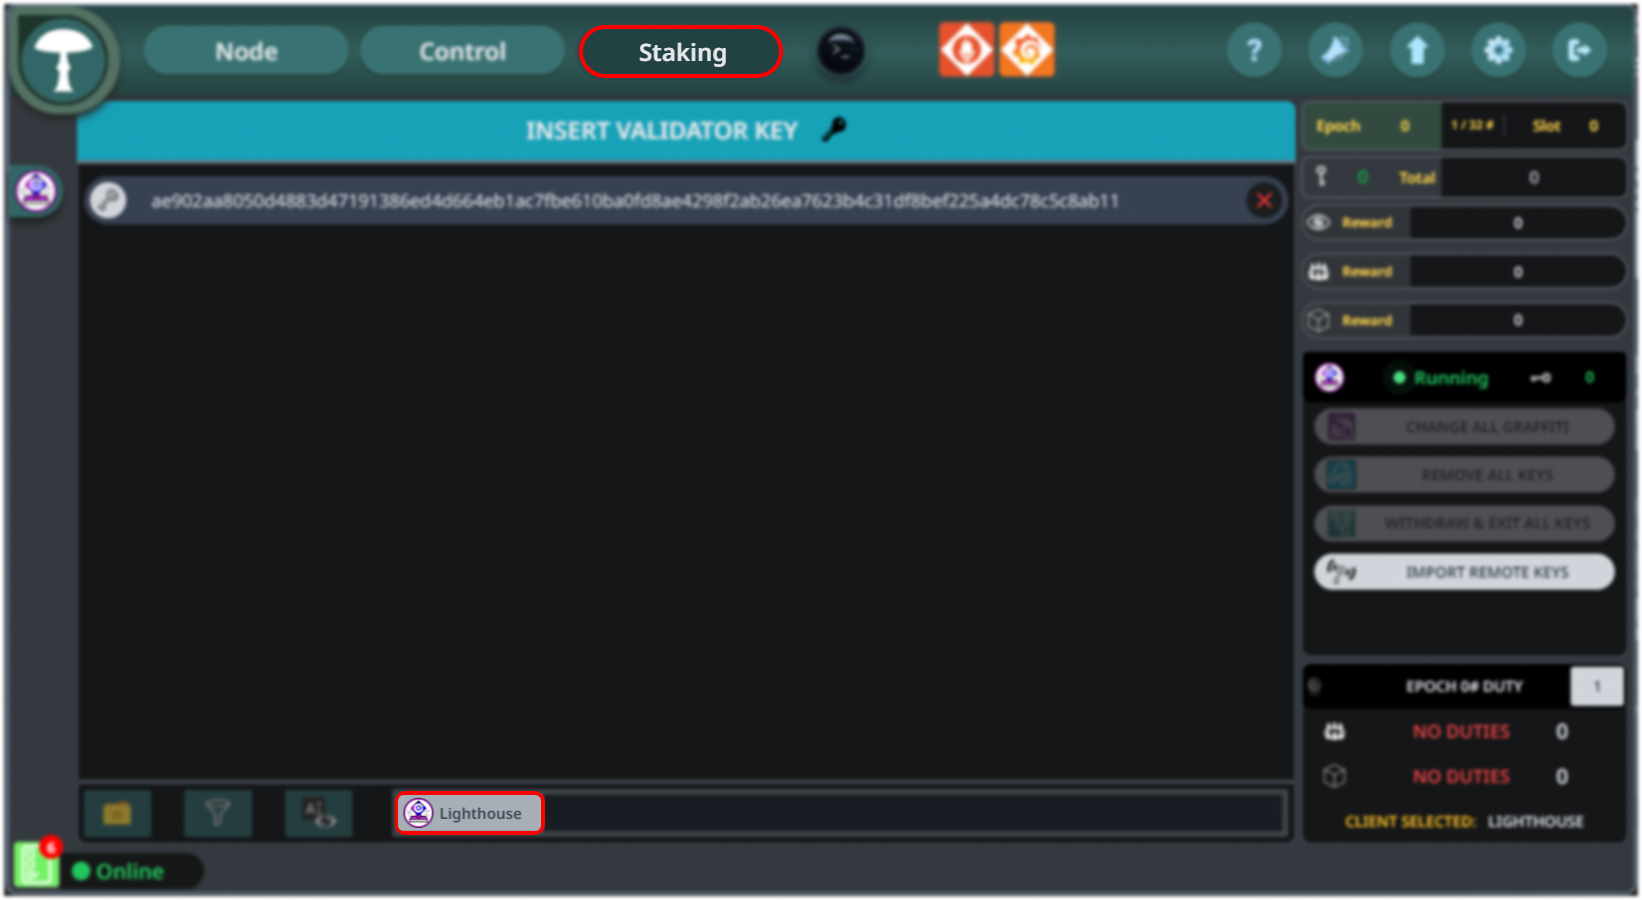 Node Control Staking >_ ?
INSERT VALIDATOR KEY
Epoch 0 1 / 32 # Slot 0
ae902aa8050d4883d47191386ed4d664eb1ac7fbe610ba0fd8ae4298f2ab26ea7623b4c31df8bef225a4dc78c5c8ab11
0 Total 0
Reward 0
Reward 0
Reward 0
Running 0
CHANGE ALL GRAFFITI
REMOVE ALL KEYS
WITHDRAW & EXIT ALL KEYS
IMPORT REMOTE KEYS
EPOCH 0# DUTY 1
NO DUTIES 0
NO DUTIES 0
CLIENT SELECTED: LIGHTHOUSE
Lighthouse
6
Online